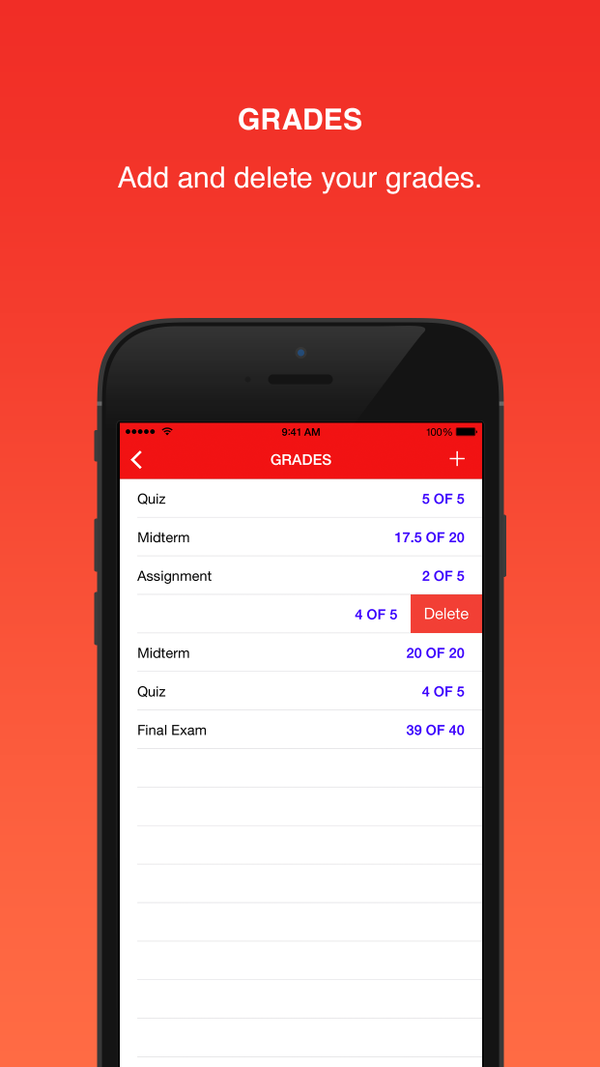 GRADES
Add and delete your grades.
9:41 AM 100%
GRADES
Quiz 5 OF 5
Midterm 17.5 OF 20
Assignment 2 OF 5
4 OF 5 Delete
Midterm 20 OF 20
Quiz 4 OF 5
Final Exam 39 OF 40